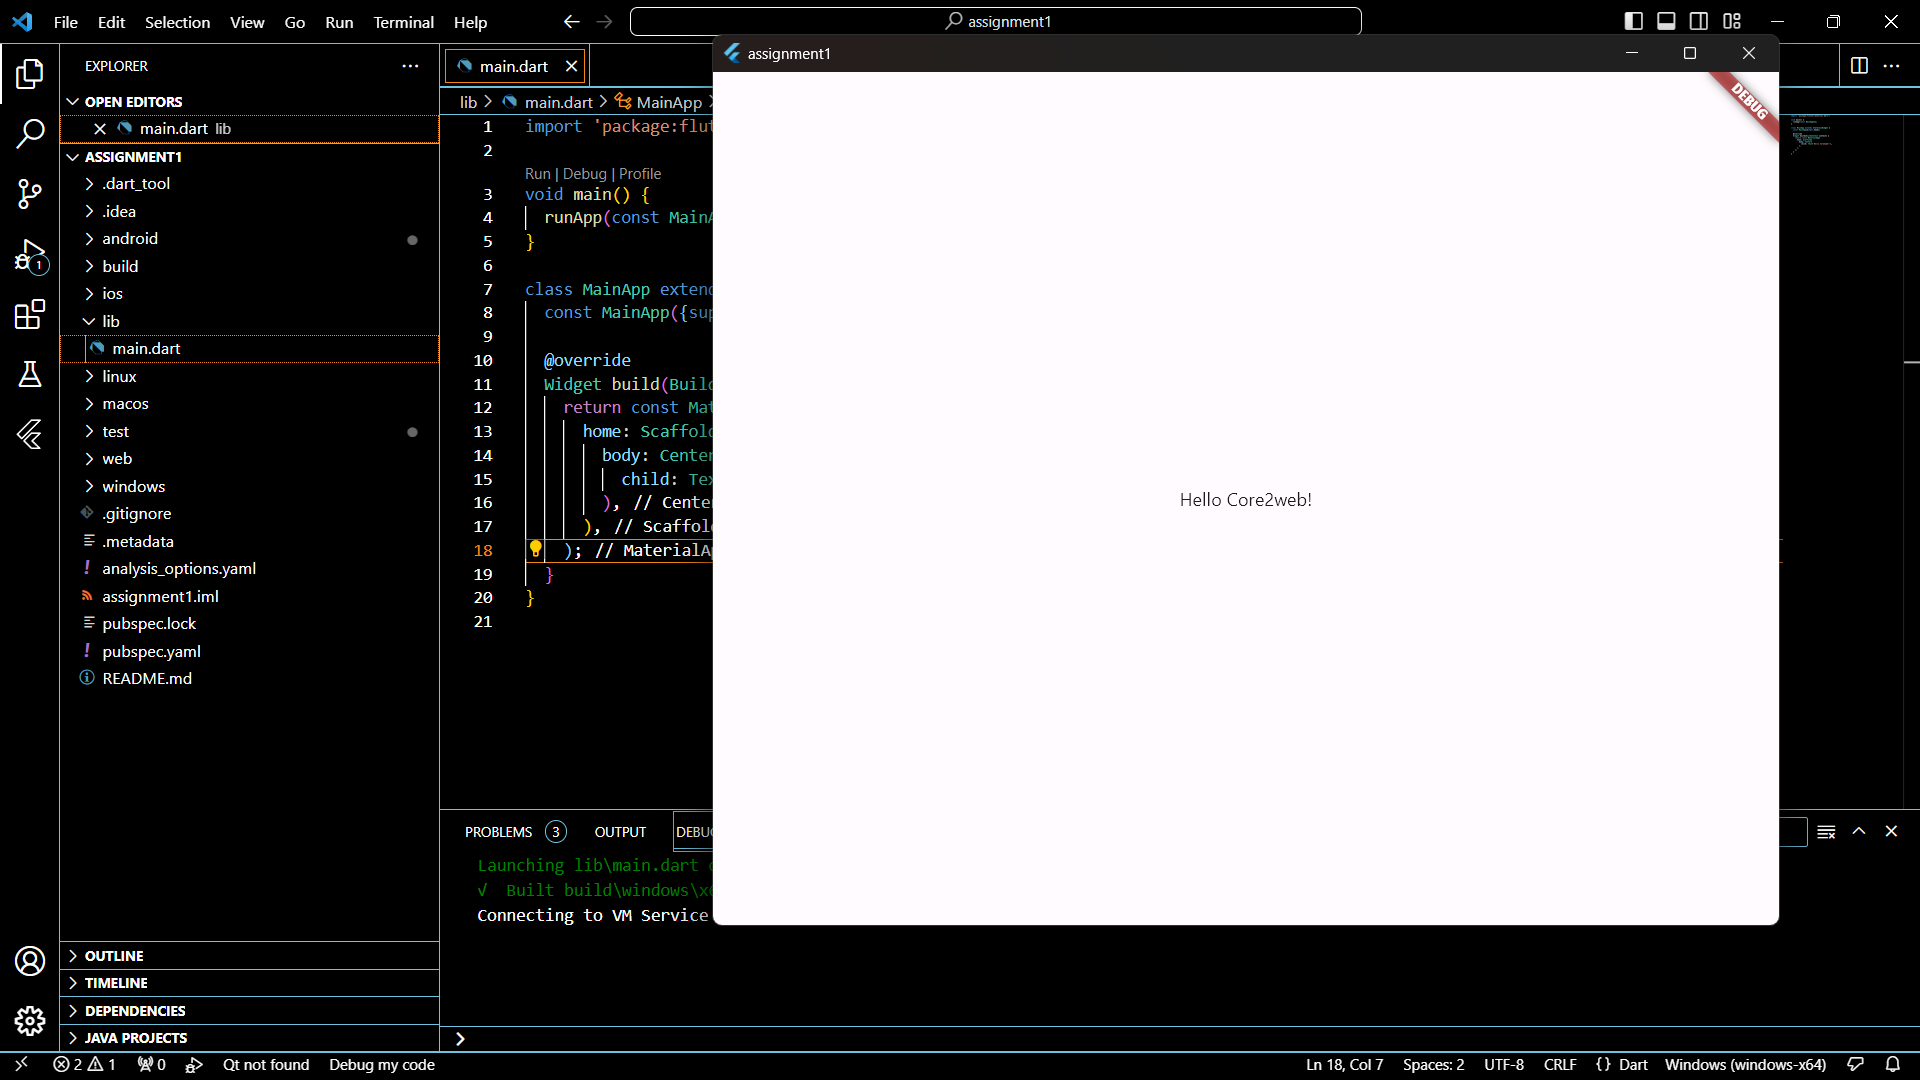 File Edit Selection View Go Run Terminal Help
assignment1
EXPLORER
OPEN EDITORS
main.dart lib
ASSIGNMENT1
.dart_tool
.idea
android
build
ios
lib
main.dart
linux
macos
test
web
windows
.gitignore
.metadata
analysis_options.yaml
assignment1.iml
pubspec.lock
pubspec.yaml
README.md
OUTLINE
TIMELINE
DEPENDENCIES
JAVA PROJECTS
main.dart
lib > main.dart > MainApp >
1 import 'package:flut
2
Run | Debug | Profile
3 void main() {
4 runApp(const MainA
5 }
6
7 class MainApp extend
8 const MainApp({sup
9
10 @override
11 Widget build(Build
12 return const Mat
13 home: Scaffold
14 body: Center
15 child: Tex
16 ), // Center
17 ), // Scaffold
18 ); // MaterialA
19 }
20 }
21
assignment1
DEBUG
Hello Core2web!
PROBLEMS 3 OUTPUT DEBUG
Launching lib\main.dart
√ Built build\windows\x6
Connecting to VM Service
1
2 1 0 Qt not found Debug my code
Ln 18, Col 7 Spaces: 2 UTF-8 CRLF {} Dart Windows (windows-x64)